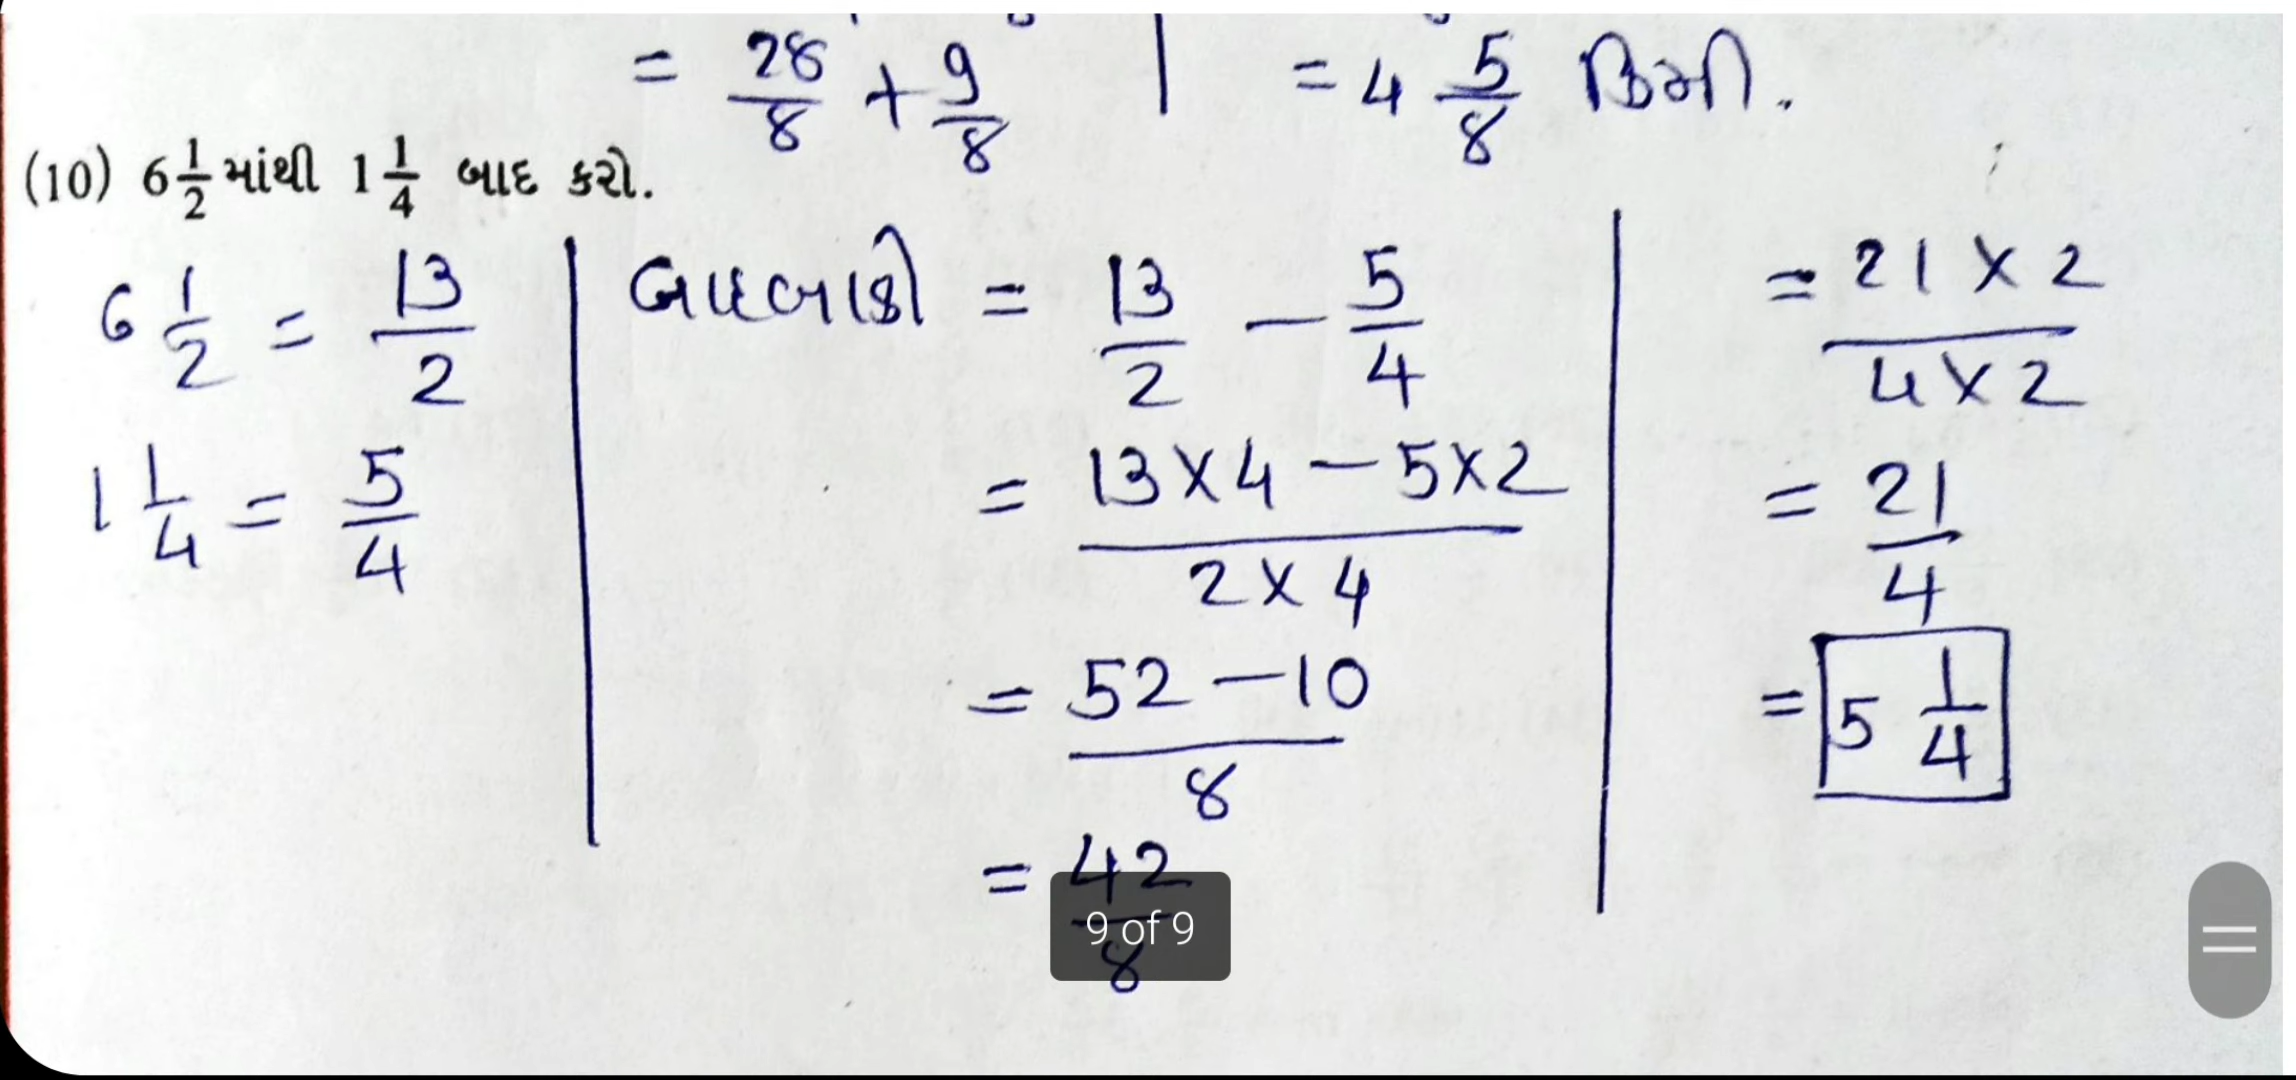 = 28/8 + 9/8 | = 4 5/8 કિમી.
(10) 6 1/2 માંથી 1 1/4 બાદ કરો.
6 1/2 = 13/2
1 1/4 = 5/4
બાદબાકી = 13/2 − 5/4
= 13×4 − 5×2 / 2×4
= 52 − 10 / 8
= 42/8
= 21×2 / 4×2
= 21/4
= 5 1/4
9 of 9